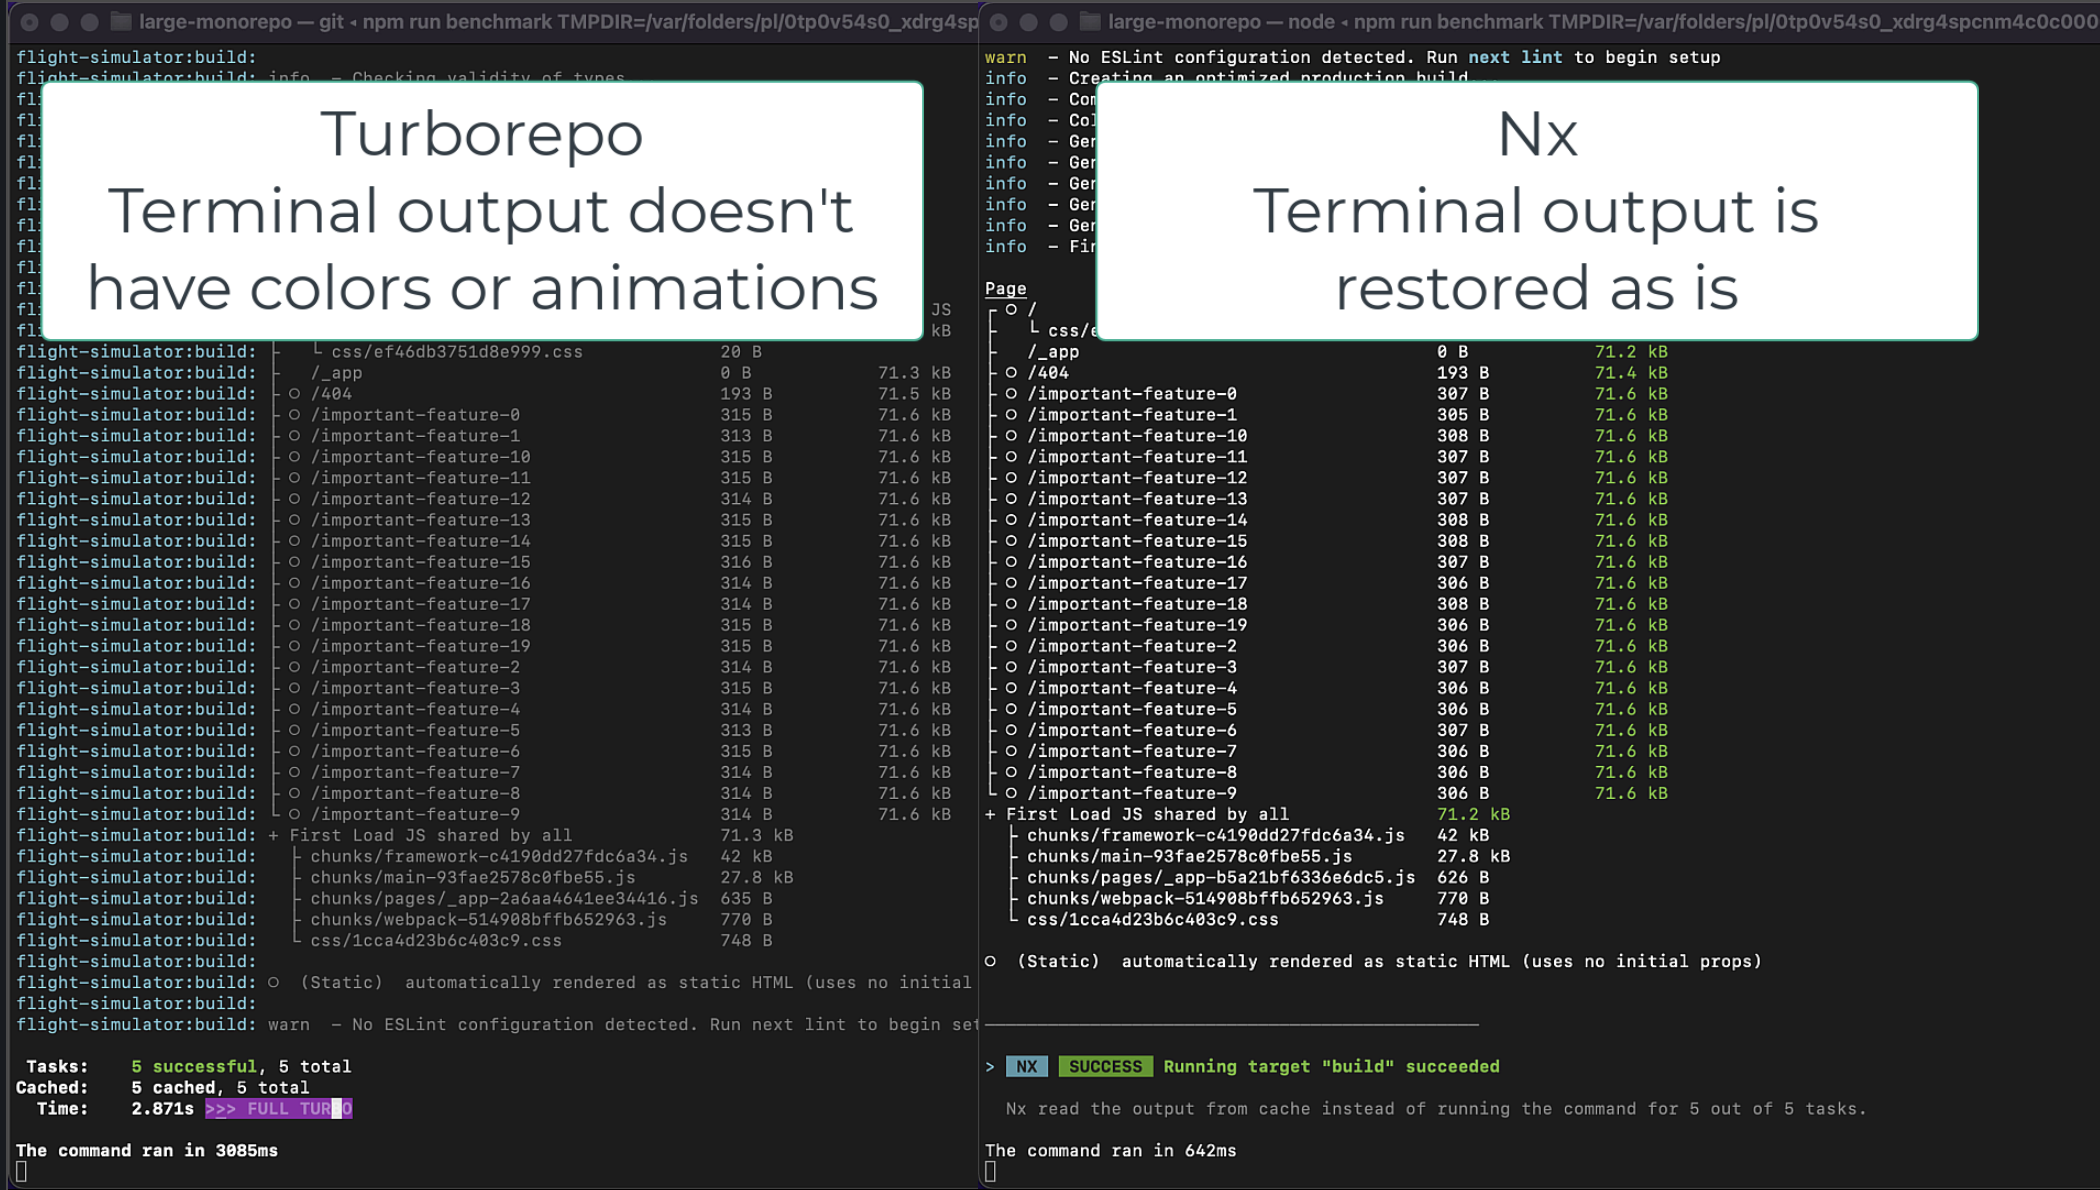 large-monorepo — git ◂ npm run benchmark TMPDIR=/var/folders/pl/0tp0v54s0_xdrg4sp
flight-simulator:build:
flight-simulator:build: info  - Checking validity of types...
Turborepo
Terminal output doesn't
have colors or animations
JS
kB
flight-simulator:build: ├   └ css/ef46db3751d8e999.css 20 B
flight-simulator:build: ├   /_app 0 B 71.3 kB
flight-simulator:build: ├ ○ /404 193 B 71.5 kB
flight-simulator:build: ├ ○ /important-feature-0 315 B 71.6 kB
flight-simulator:build: ├ ○ /important-feature-1 313 B 71.6 kB
flight-simulator:build: ├ ○ /important-feature-10 315 B 71.6 kB
flight-simulator:build: ├ ○ /important-feature-11 315 B 71.6 kB
flight-simulator:build: ├ ○ /important-feature-12 314 B 71.6 kB
flight-simulator:build: ├ ○ /important-feature-13 315 B 71.6 kB
flight-simulator:build: ├ ○ /important-feature-14 315 B 71.6 kB
flight-simulator:build: ├ ○ /important-feature-15 316 B 71.6 kB
flight-simulator:build: ├ ○ /important-feature-16 314 B 71.6 kB
flight-simulator:build: ├ ○ /important-feature-17 314 B 71.6 kB
flight-simulator:build: ├ ○ /important-feature-18 315 B 71.6 kB
flight-simulator:build: ├ ○ /important-feature-19 315 B 71.6 kB
flight-simulator:build: ├ ○ /important-feature-2 314 B 71.6 kB
flight-simulator:build: ├ ○ /important-feature-3 315 B 71.6 kB
flight-simulator:build: ├ ○ /important-feature-4 314 B 71.6 kB
flight-simulator:build: ├ ○ /important-feature-5 313 B 71.6 kB
flight-simulator:build: ├ ○ /important-feature-6 315 B 71.6 kB
flight-simulator:build: ├ ○ /important-feature-7 314 B 71.6 kB
flight-simulator:build: ├ ○ /important-feature-8 314 B 71.6 kB
flight-simulator:build: └ ○ /important-feature-9 314 B 71.6 kB
flight-simulator:build: + First Load JS shared by all 71.3 kB
flight-simulator:build:   ├ chunks/framework-c4190dd27fdc6a34.js 42 kB
flight-simulator:build:   ├ chunks/main-93fae2578c0fbe55.js 27.8 kB
flight-simulator:build:   ├ chunks/pages/_app-2a6aa4641ee34416.js 635 B
flight-simulator:build:   ├ chunks/webpack-514908bffb652963.js 770 B
flight-simulator:build:   └ css/1cca4d23b6c403c9.css 748 B
flight-simulator:build:
flight-simulator:build: ○  (Static)  automatically rendered as static HTML (uses no initial
flight-simulator:build:
flight-simulator:build: warn  - No ESLint configuration detected. Run next lint to begin set
Tasks: 5 successful, 5 total
Cached: 5 cached, 5 total
Time: 2.871s >>> FULL TURBO
The command ran in 3085ms
large-monorepo — node ◂ npm run benchmark TMPDIR=/var/folders/pl/0tp0v54s0_xdrg4spcnm4c0c000
warn  - No ESLint configuration detected. Run next lint to begin setup
info  - Creating an optimized production build...
info  - Com
info  - Col
info  - Gen
info  - Gen
info  - Gen
info  - Gen
info  - Gen
info  - Fin
Nx
Terminal output is
restored as is
Page
┌ ○ /
├   └ css/e
├   /_app 0 B 71.2 kB
├ ○ /404 193 B 71.4 kB
├ ○ /important-feature-0 307 B 71.6 kB
├ ○ /important-feature-1 305 B 71.6 kB
├ ○ /important-feature-10 308 B 71.6 kB
├ ○ /important-feature-11 307 B 71.6 kB
├ ○ /important-feature-12 307 B 71.6 kB
├ ○ /important-feature-13 307 B 71.6 kB
├ ○ /important-feature-14 308 B 71.6 kB
├ ○ /important-feature-15 308 B 71.6 kB
├ ○ /important-feature-16 307 B 71.6 kB
├ ○ /important-feature-17 306 B 71.6 kB
├ ○ /important-feature-18 308 B 71.6 kB
├ ○ /important-feature-19 306 B 71.6 kB
├ ○ /important-feature-2 306 B 71.6 kB
├ ○ /important-feature-3 307 B 71.6 kB
├ ○ /important-feature-4 306 B 71.6 kB
├ ○ /important-feature-5 306 B 71.6 kB
├ ○ /important-feature-6 307 B 71.6 kB
├ ○ /important-feature-7 306 B 71.6 kB
├ ○ /important-feature-8 306 B 71.6 kB
└ ○ /important-feature-9 306 B 71.6 kB
+ First Load JS shared by all 71.2 kB
├ chunks/framework-c4190dd27fdc6a34.js 42 kB
├ chunks/main-93fae2578c0fbe55.js 27.8 kB
├ chunks/pages/_app-b5a21bf6336e6dc5.js 626 B
├ chunks/webpack-514908bffb652963.js 770 B
└ css/1cca4d23b6c403c9.css 748 B
○  (Static)  automatically rendered as static HTML (uses no initial props)
> NX SUCCESS Running target "build" succeeded
Nx read the output from cache instead of running the command for 5 out of 5 tasks.
The command ran in 642ms